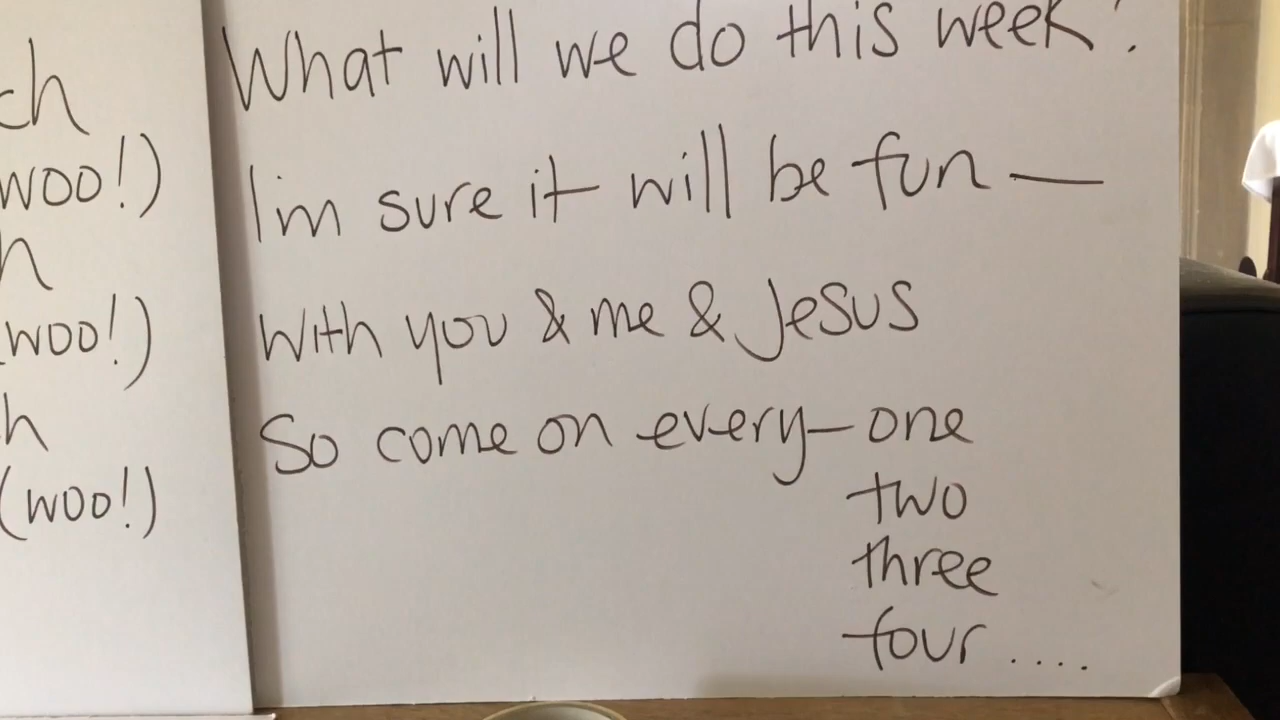 ch
woo!)
h
(woo!)
h
(woo!)
What will we do this week?
I'm sure it will be fun —
With you & me & Jesus
So come on every-one
two
three
four ....